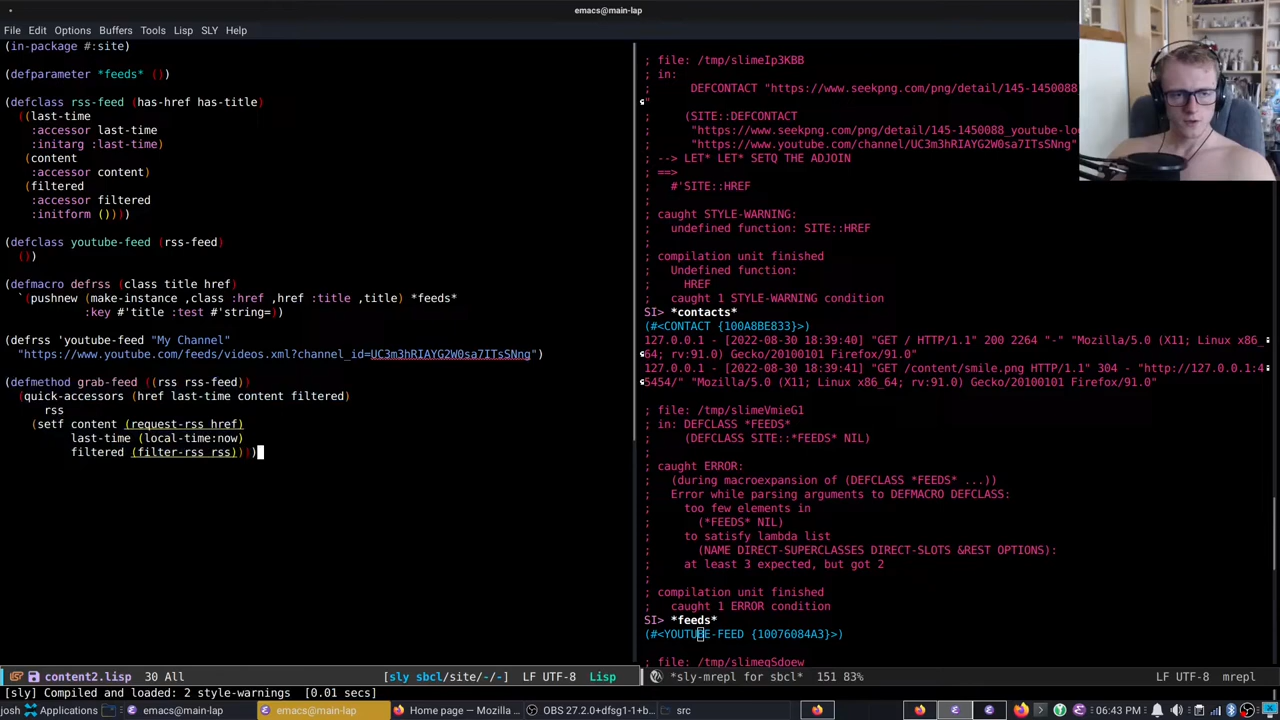 emacs@main-lap
File Edit Options Buffers Tools Lisp SLY Help
(in-package #:site)
(defparameter *feeds* ())
(defclass rss-feed (has-href has-title)
((last-time
:accessor last-time
:initarg :last-time)
(content
:accessor content)
(filtered
:accessor filtered
:initform ())))
(defclass youtube-feed (rss-feed)
())
(defmacro defrss (class title href)
`(pushnew (make-instance ,class :href ,href :title ,title) *feeds*
:key #'title :test #'string=))
(defrss 'youtube-feed "My Channel"
"https://www.youtube.com/feeds/videos.xml?channel_id=UC3m3hRIAYG2W0sa7ITsSNng")
(defmethod grab-feed ((rss rss-feed))
(quick-accessors (href last-time content filtered)
rss
(setf content (request-rss href)
last-time (local-time:now)
filtered (filter-rss rss))))
; file: /tmp/slimeIp3KBB
; in:
; DEFCONTACT "https://www.seekpng.com/png/detail/145-1450088
"
; (SITE::DEFCONTACT
; "https://www.seekpng.com/png/detail/145-1450088_youtube-lo
; "https://www.youtube.com/channel/UC3m3hRIAYG2W0sa7ITsSNng"
; --> LET* LET* SETQ THE ADJOIN
; ==>
; #'SITE::HREF
;
; caught STYLE-WARNING:
; undefined function: SITE::HREF
;
; compilation unit finished
; Undefined function:
; HREF
; caught 1 STYLE-WARNING condition
SI> *contacts*
(#<CONTACT {100A8BE833}>)
127.0.0.1 - [2022-08-30 18:39:40] "GET / HTTP/1.1" 200 2264 "-" "Mozilla/5.0 (X11; Linux x86_
64; rv:91.0) Gecko/20100101 Firefox/91.0"
127.0.0.1 - [2022-08-30 18:39:41] "GET /content/smile.png HTTP/1.1" 304 - "http://127.0.0.1:4
5454/" "Mozilla/5.0 (X11; Linux x86_64; rv:91.0) Gecko/20100101 Firefox/91.0"
; file: /tmp/slimeVmieG1
; in: DEFCLASS *FEEDS*
; (DEFCLASS SITE::*FEEDS* NIL)
;
; caught ERROR:
; (during macroexpansion of (DEFCLASS *FEEDS* ...))
; Error while parsing arguments to DEFMACRO DEFCLASS:
; too few elements in
; (*FEEDS* NIL)
; to satisfy lambda list
; (NAME DIRECT-SUPERCLASSES DIRECT-SLOTS &REST OPTIONS):
; at least 3 expected, but got 2
;
; compilation unit finished
; caught 1 ERROR condition
SI> *feeds*
(#<YOUTUBE-FEED {10076084A3}>)
; file: /tmp/slimeqSdoew
content2.lisp 30 All [sly sbcl/site/-/-] LF UTF-8 Lisp
*sly-mrepl for sbcl* 151 83% LF UTF-8 mrepl
[sly] Compiled and loaded: 2 style-warnings [0.01 secs]
josh Applications emacs@main-lap emacs@main-lap Home page — Mozilla ... OBS 27.2.0+dfsg1-1+b... src 06:43 PM